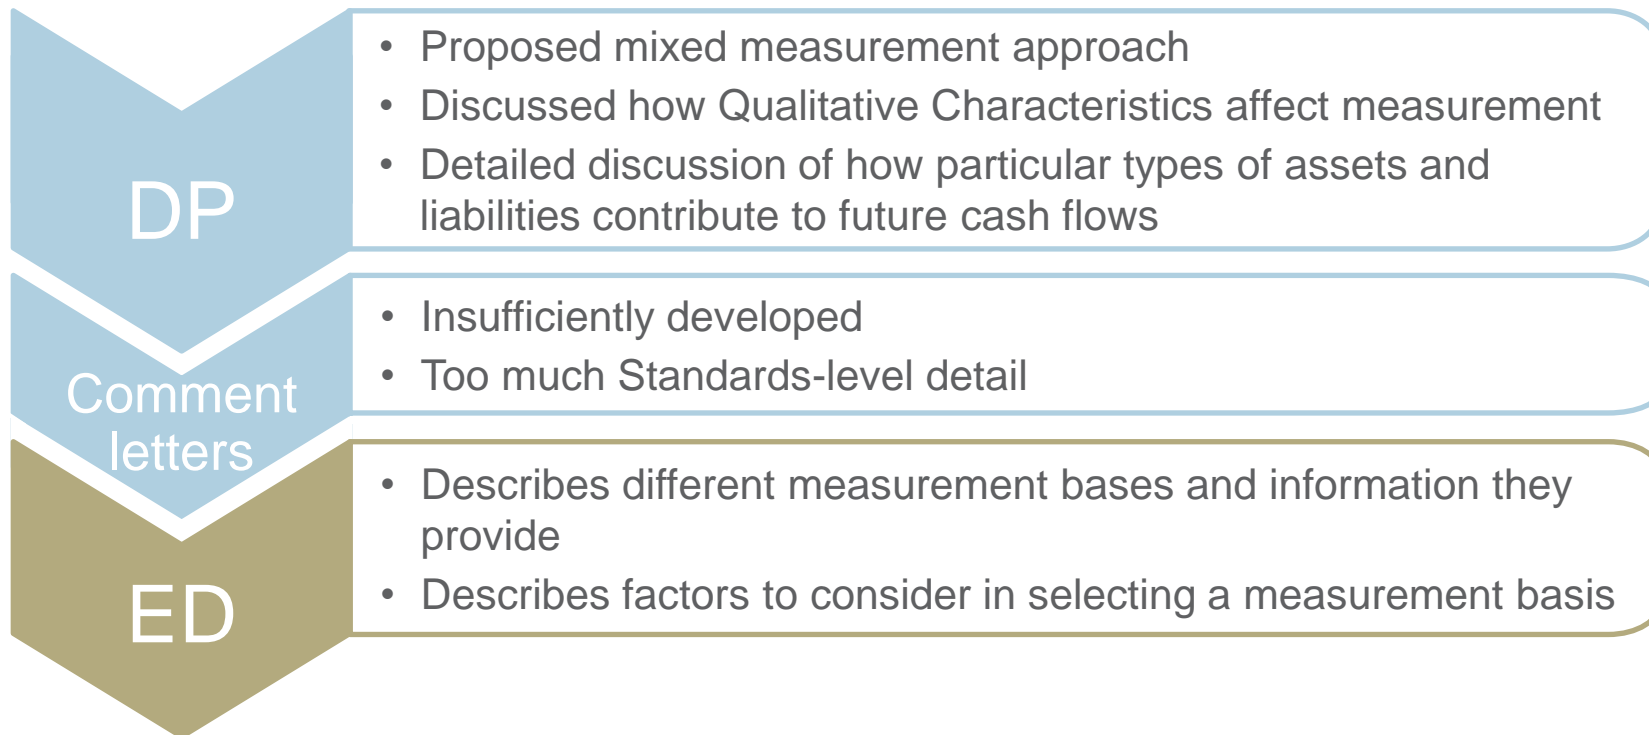 DP
• Proposed mixed measurement approach
• Discussed how Qualitative Characteristics affect measurement
• Detailed discussion of how particular types of assets and
liabilities contribute to future cash flows
Comment
letters
• Insufficiently developed
• Too much Standards-level detail
ED
• Describes different measurement bases and information they
provide
• Describes factors to consider in selecting a measurement basis